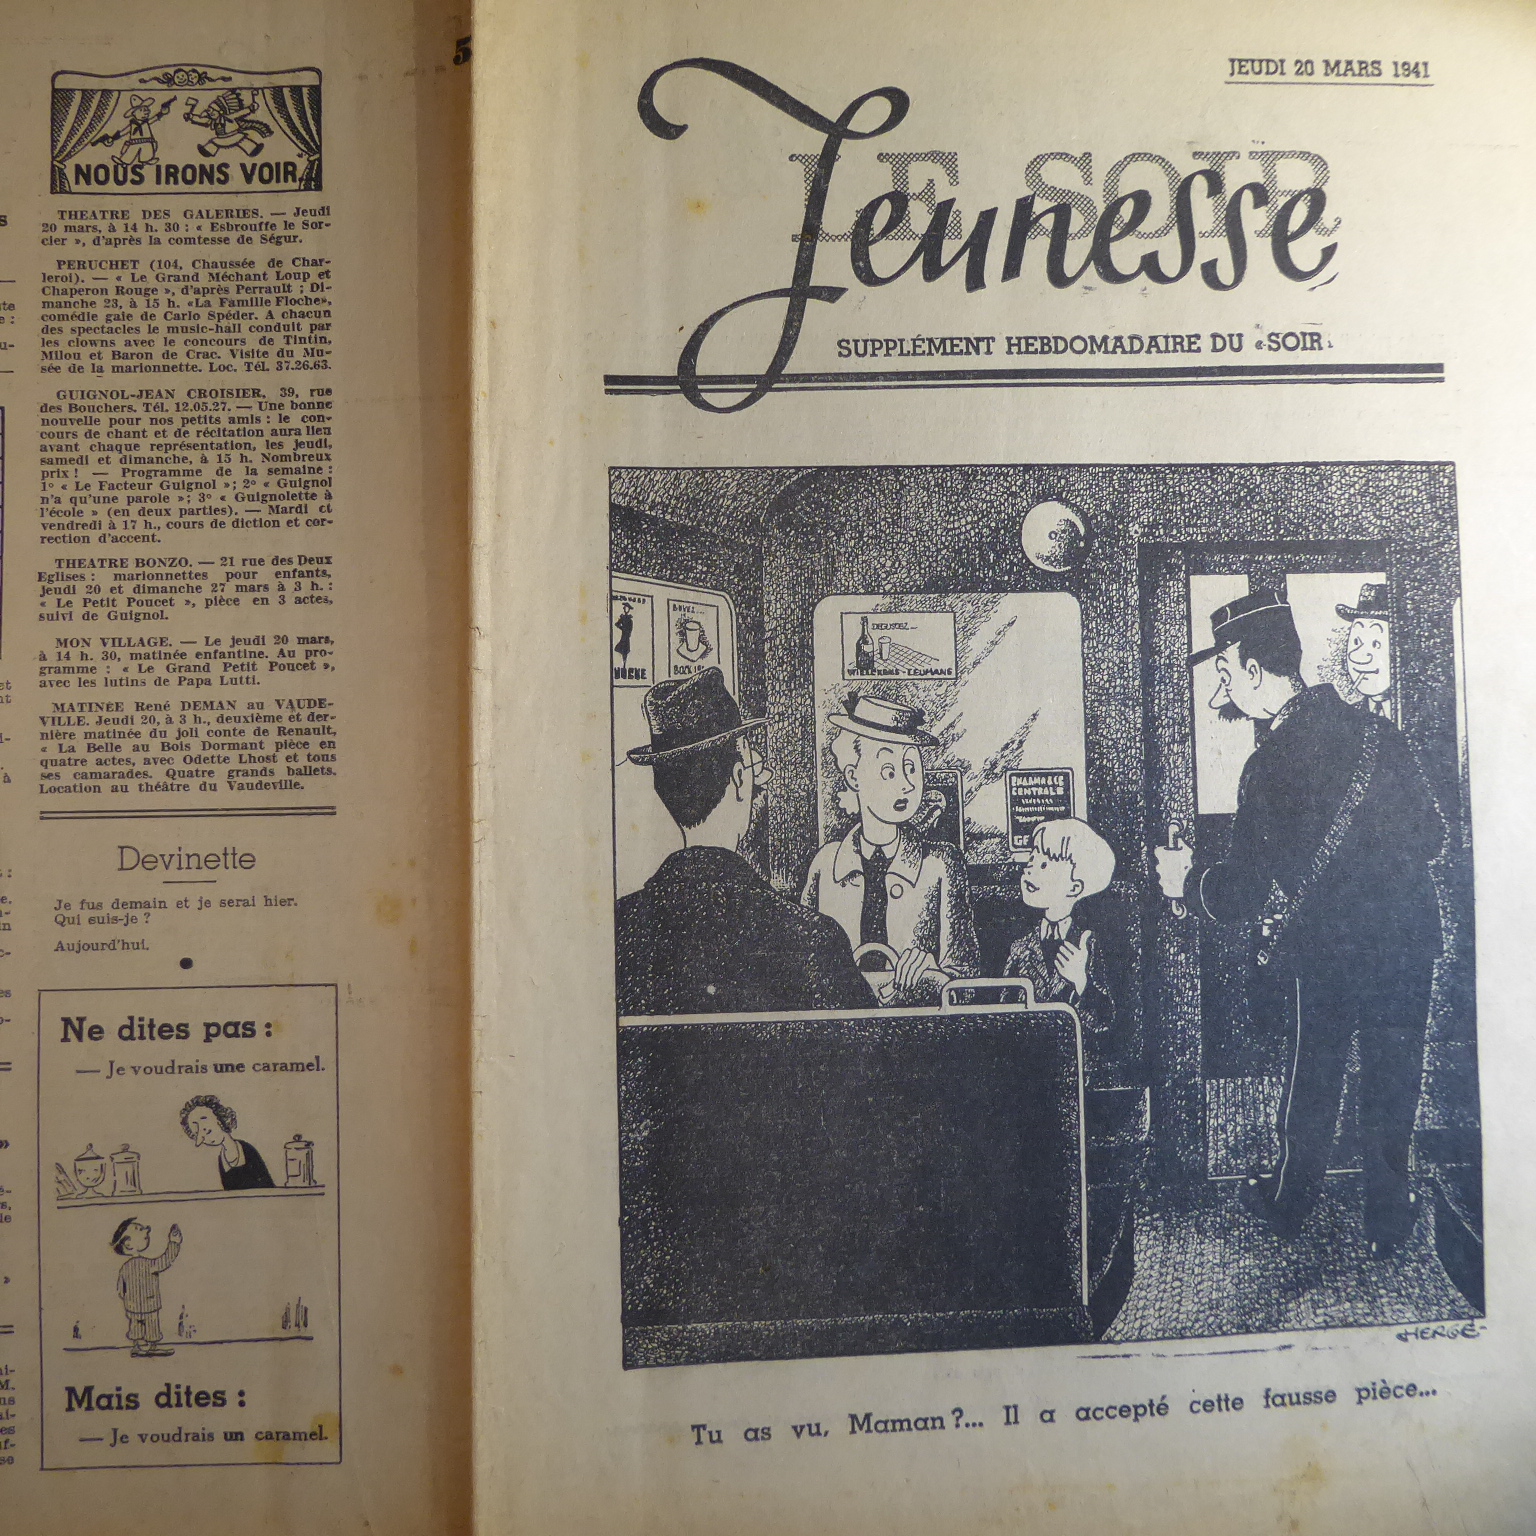 5
NOUS IRONS VOIR
THEATRE DES GALERIES. — Jeudi
20 mars, à 14 h. 30 : « Esbrouffe le Sor-
cier », d'après la comtesse de Ségur.
PERUCHET (104, Chaussée de Char-
leroi). — « Le Grand Méchant Loup et
Chaperon Rouge », d'après Perrault ; Di-
manche 23, à 15 h. «La Famille Floche»,
comédie gaie de Carlo Spéder. A chacun
des spectacles le music-hall conduit par
les clowns avec le concours de Tintin,
Milou et Baron de Crac. Visite du Mu-
sée de la marionnette. Loc. Tél. 37.26.63.
GUIGNOL-JEAN CROISIER, 39, rue
des Bouchers. Tél. 12.05.27. — Une bonne
nouvelle pour nos petits amis : le con-
cours de chant et de récitation aura lieu
avant chaque représentation, les jeudi,
samedi et dimanche, à 15 h. Nombreux
prix ! — Programme de la semaine :
1° « Le Facteur Guignol »; 2° « Guignol
n'a qu'une parole »; 3° « Guignolette à
l'école » (en deux parties). — Mardi et
vendredi à 17 h., cours de diction et cor-
rection d'accent.
THEATRE BONZO. — 21 rue des Deux
Eglises : marionnettes pour enfants,
jeudi 20 et dimanche 27 mars à 3 h. :
« Le Petit Poucet », pièce en 3 actes,
suivi de Guignol.
MON VILLAGE. — Le jeudi 20 mars,
à 14 h. 30, matinée enfantine. Au pro-
gramme : « Le Grand Petit Poucet »,
avec les lutins de Papa Lutti.
MATINEE René DEMAN au VAUDE-
VILLE. Jeudi 20, à 3 h., deuxième et der-
nière matinée du joli conte de Renault,
« La Belle au Bois Dormant pièce en
quatre actes, avec Odette Lhost et tous
ses camarades. Quatre grands ballets.
Location au théâtre du Vaudeville.
Devinette
Je fus demain et je serai hier.
Qui suis-je ?
Aujourd'hui.
Ne dites pas :
— Je voudrais une caramel.
Mais dites :
— Je voudrais un caramel.
JEUDI 20 MARS 1941
LE SOIR
Jeunesse
SUPPLÉMENT HEBDOMADAIRE DU «SOIR»
BUVEZ...
BOCK
DEGUSTEZ...
PHARMACIE
CENTRALE
HERGÉ-
Tu as vu, Maman ?... Il a accepté cette fausse pièce...